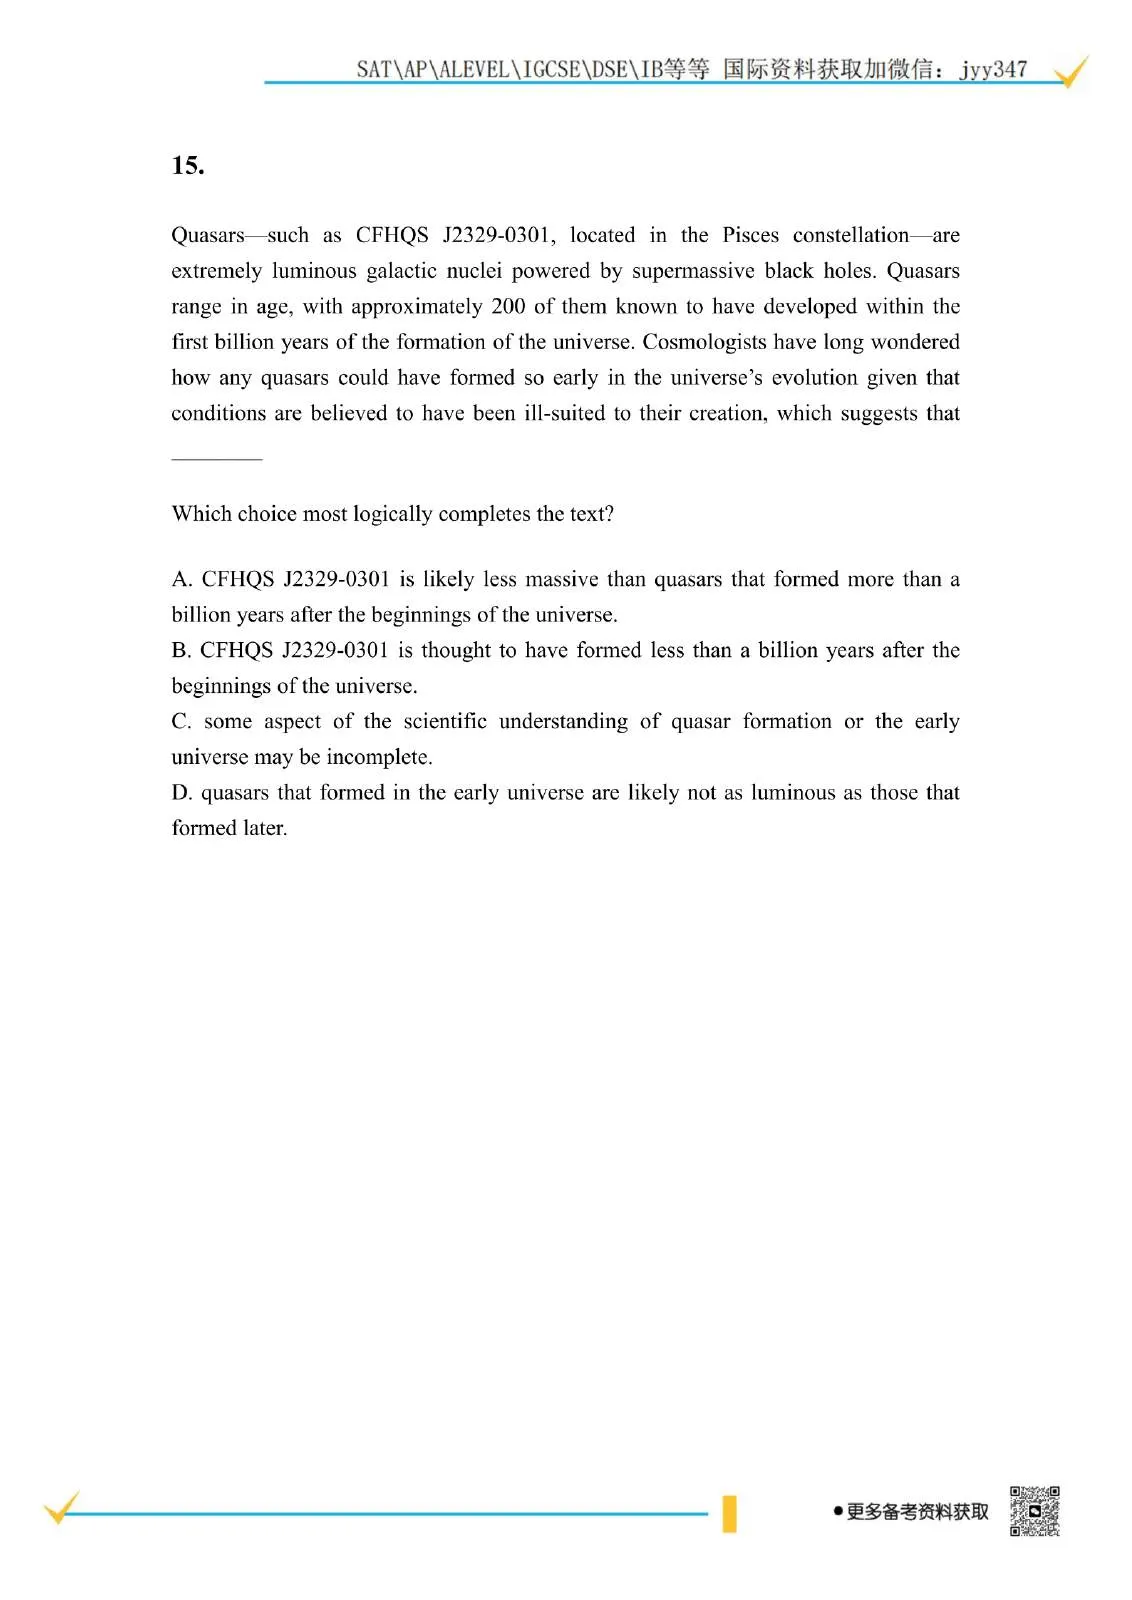 SAT\AP\ALEVEL\IGCSE\DSE\IB等等 国际资料获取加微信：jyy347
15.
Quasars—such as CFHQS J2329-0301, located in the Pisces constellation—are
extremely luminous galactic nuclei powered by supermassive black holes. Quasars
range in age, with approximately 200 of them known to have developed within the
first billion years of the formation of the universe. Cosmologists have long wondered
how any quasars could have formed so early in the universe’s evolution given that
conditions are believed to have been ill-suited to their creation, which suggests that
________
Which choice most logically completes the text?
A. CFHQS J2329-0301 is likely less massive than quasars that formed more than a
billion years after the beginnings of the universe.
B. CFHQS J2329-0301 is thought to have formed less than a billion years after the
beginnings of the universe.
C. some aspect of the scientific understanding of quasar formation or the early
universe may be incomplete.
D. quasars that formed in the early universe are likely not as luminous as those that
formed later.
●更多备考资料获取